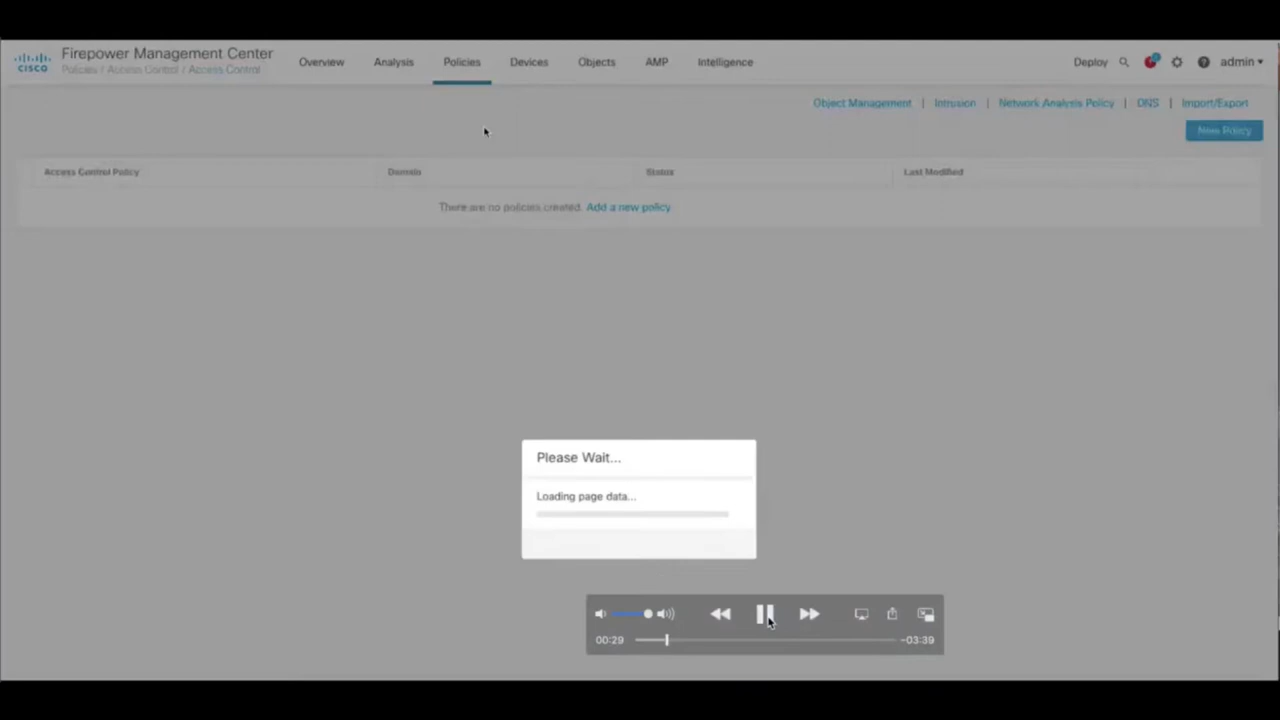 Firepower Management Center
CISCO
Policies / Access Control / Access Control
Overview Analysis Policies Devices Objects AMP Intelligence
Deploy admin
Object Management | Intrusion | Network Analysis Policy | DNS | Import/Export
New Policy
Access Control Policy Domain Status Last Modified
There are no policies created. Add a new policy
Please Wait...
Loading page data...
00:29 -03:39